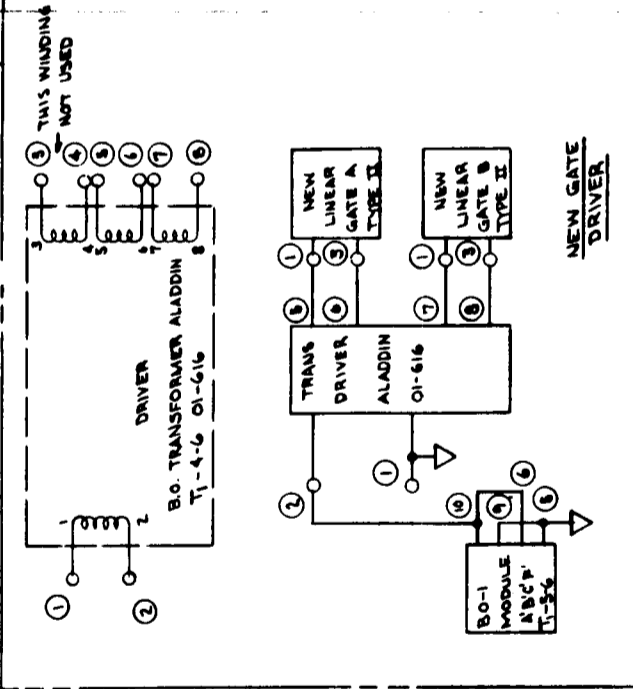 THIS WINDING
NOT USED
③
④
⑤
⑥
⑦
⑧
3
4
5
6
7
8
DRIVER
B.O. TRANSFORMER ALADDIN
T1-4-6 01-616
1
2
①
②
NEW
LINEAR
GATE A
TYPE II
①
③
NEW
LINEAR
GATE B
TYPE II
①
③
⑤
⑥
⑦
⑧
TRANS
DRIVER
ALADDIN
01-616
②
①
⑩
⑨
⑥
⑧
BO-1
MODULE
A'B'C'F'
T1-5-6
NEW GATE
DRIVER